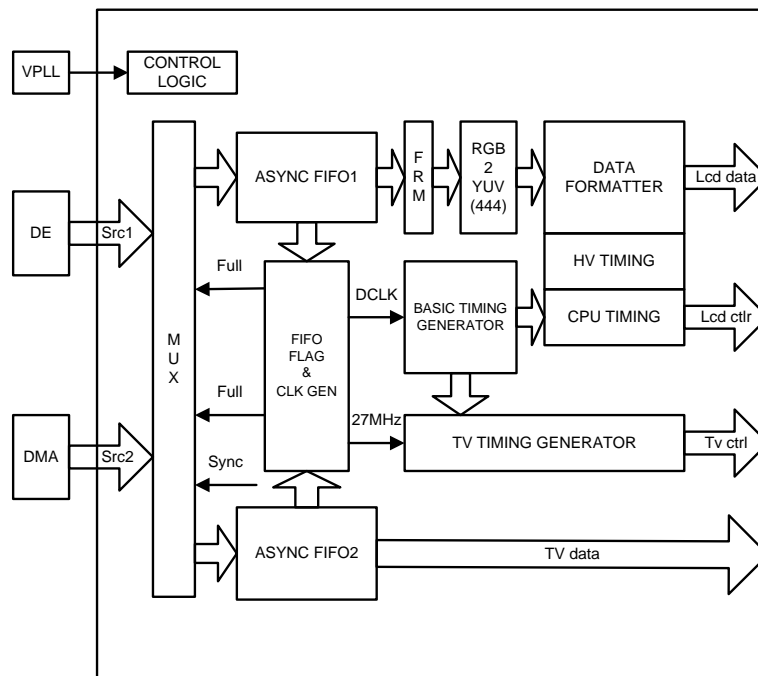 VPLL
CONTROL
LOGIC
DE
Src1
DMA
Src2
M
U
X
ASYNC FIFO1
F
R
M
RGB
2
YUV
(444)
DATA
FORMATTER
Lcd data
HV TIMING
CPU TIMING
Lcd ctlr
Full
DCLK
BASIC TIMING
GENERATOR
FIFO
FLAG
&
CLK GEN
Full
27MHz
TV TIMING GENERATOR
Tv ctrl
Sync
ASYNC FIFO2
TV data